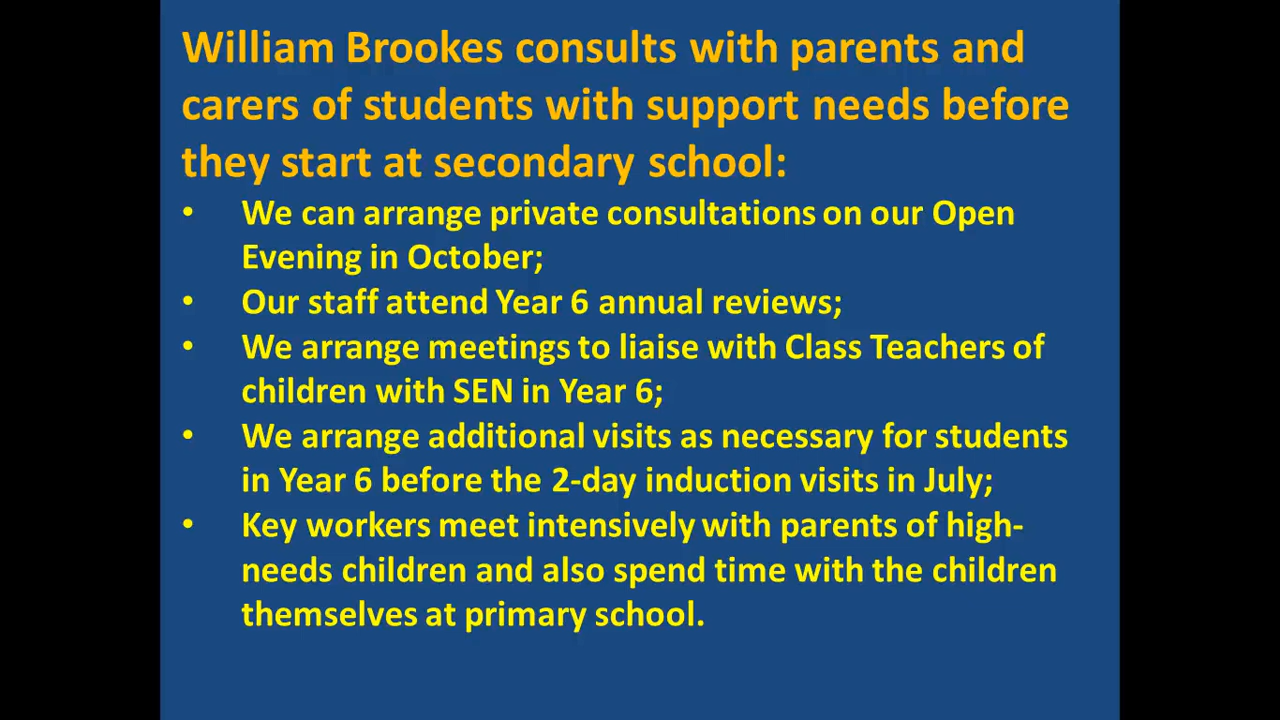 William Brookes consults with parents and
carers of students with support needs before
they start at secondary school:
• We can arrange private consultations on our Open
Evening in October;
• Our staff attend Year 6 annual reviews;
• We arrange meetings to liaise with Class Teachers of
children with SEN in Year 6;
• We arrange additional visits as necessary for students
in Year 6 before the 2-day induction visits in July;
• Key workers meet intensively with parents of high-
needs children and also spend time with the children
themselves at primary school.